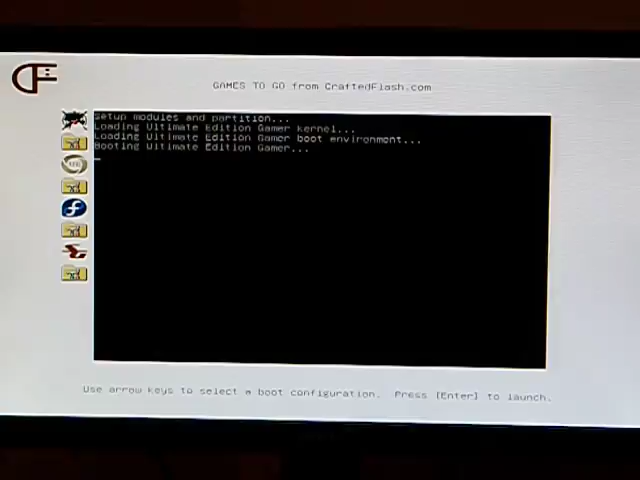 GAMES TO GO from CraftedFlash.com
Setup modules and partition...
Loading Ultimate Edition Gamer kernel...
Loading Ultimate Edition Gamer boot environment...
Booting Ultimate Edition Gamer...
Use arrow keys to select a boot configuration. Press [Enter] to launch.